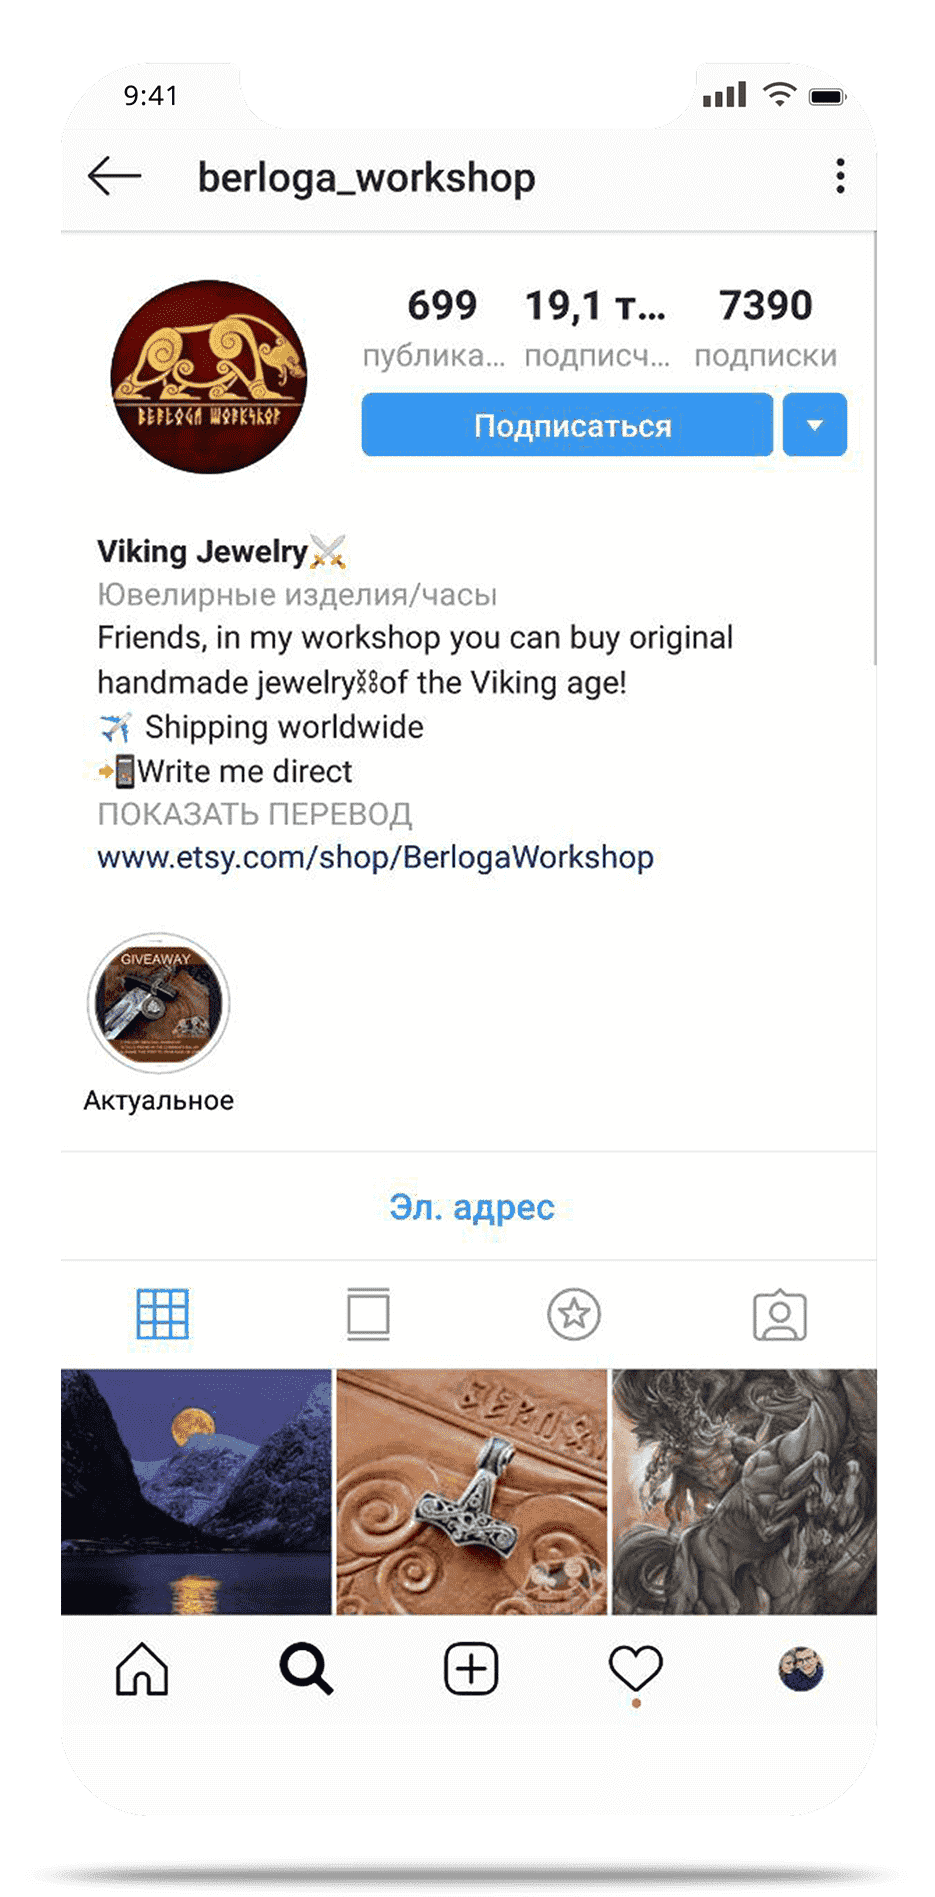 9:41
berloga_workshop
699 19,1 т... 7390
публика... подписч... подписки
BERLOGA WORKSHOP
Подписаться
Viking Jewelry⚔️
Ювелирные изделия/часы
Friends, in my workshop you can buy original
handmade jewelry⛓of the Viking age!
✈️ Shipping worldwide
📲Write me direct
ПОКАЗАТЬ ПЕРЕВОД
www.etsy.com/shop/BerlogaWorkshop
GIVEAWAY
Актуальное
Эл. адрес